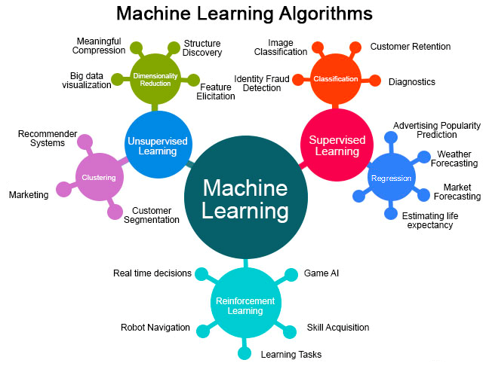 Machine Learning Algorithms
Meaningful
Compression
Structure
Discovery
Big data
visualization
Dimensionality
Reduction
Feature
Elicitation
Image
Classification
Customer Retention
Identity Fraud
Detection
Classification
Diagnostics
Unsupervised
Learning
Supervised
Learning
Recommender
Systems
Clustering
Marketing
Customer
Segmentation
Machine
Learning
Advertising Popularity
Prediction
Weather
Forecasting
Regression
Market
Forecasting
Estimating life
expectancy
Real time decisions
Game AI
Reinforcement
Learning
Robot Navigation
Skill Acquisition
Learning Tasks